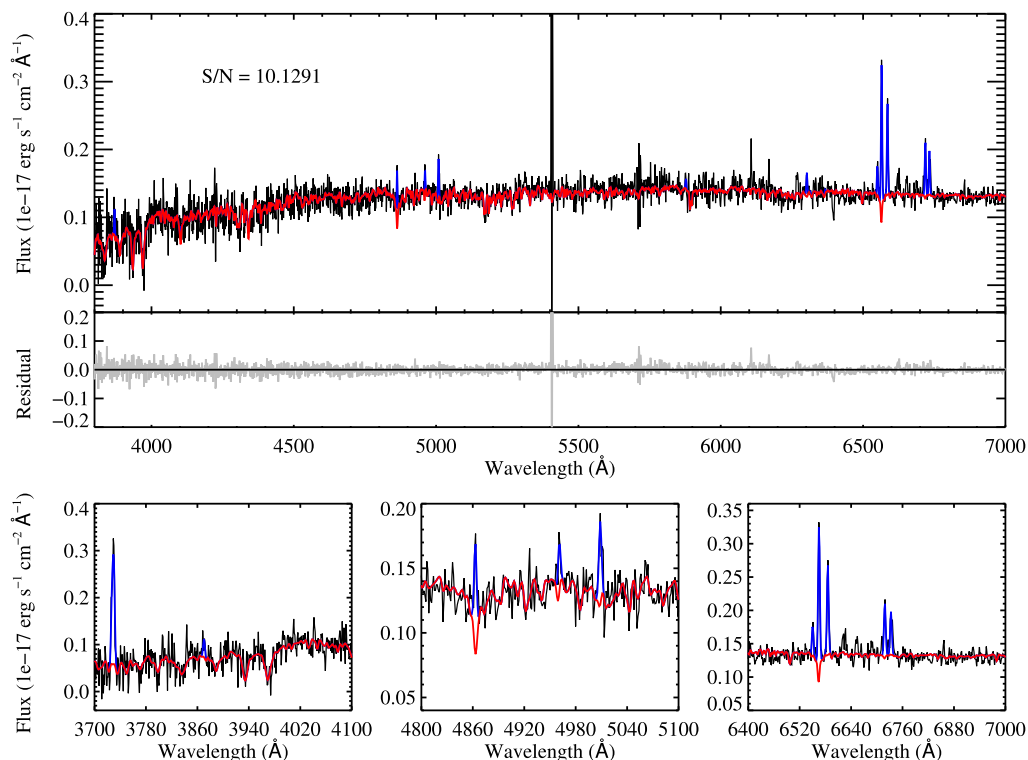 0.4
0.3
0.2
0.1
0.0
Flux (1e−17 erg s⁻¹ cm⁻² Å⁻¹)
S/N = 10.1291
0.2
0.1
0.0
−0.1
−0.2
Residual
4000 4500 5000 5500 6000 6500 7000
Wavelength (Å)
0.4
0.3
0.2
0.1
0.0
Flux (1e−17 erg s⁻¹ cm⁻² Å⁻¹)
3700 3780 3860 3940 4020 4100
Wavelength (Å)
0.20
0.15
0.10
0.05
4800 4860 4920 4980 5040 5100
Wavelength (Å)
0.35
0.30
0.25
0.20
0.15
0.10
0.05
6400 6520 6640 6760 6880 7000
Wavelength (Å)